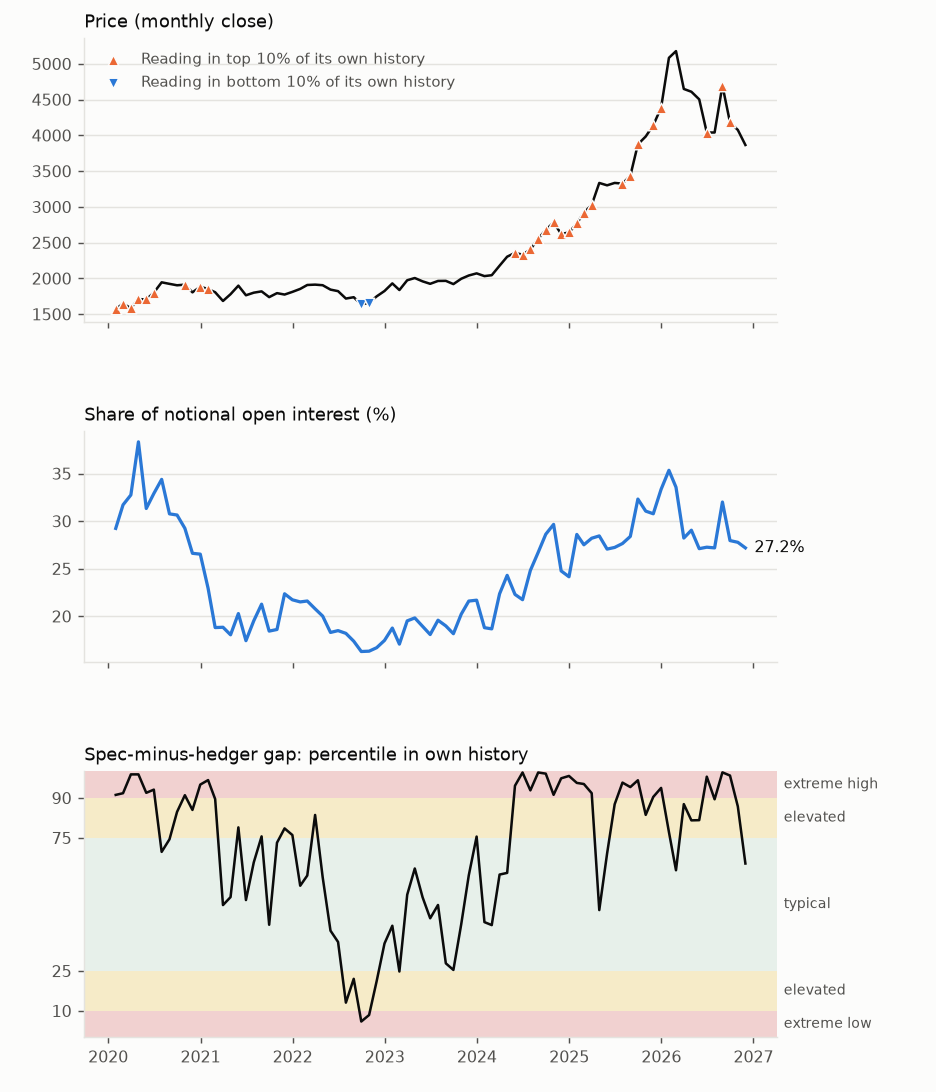 Price (monthly close)
Reading in top 10% of its own history
Reading in bottom 10% of its own history
5000
4500
4000
3500
3000
2500
2000
1500
Share of notional open interest (%)
35
30
25
20
27.2%
Spec-minus-hedger gap: percentile in own history
extreme high
90
elevated
75
typical
25
elevated
10
extreme low
2020 2021 2022 2023 2024 2025 2026 2027